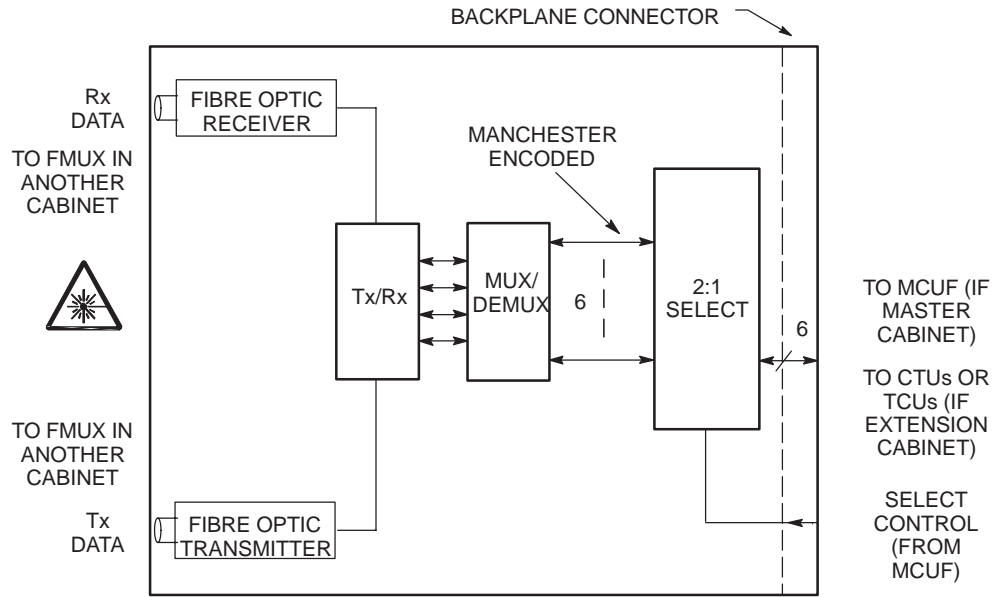 BACKPLANE CONNECTOR
Rx
DATA
FIBRE OPTIC
RECEIVER
TO FMUX IN
ANOTHER
CABINET
MANCHESTER
ENCODED
Tx/Rx
MUX/
DEMUX
6
2:1
SELECT
6
TO MCUF (IF
MASTER
CABINET)
TO CTUs OR
TCUs (IF
EXTENSION
CABINET)
TO FMUX IN
ANOTHER
CABINET
Tx
DATA
FIBRE OPTIC
TRANSMITTER
SELECT
CONTROL
(FROM
MCUF)